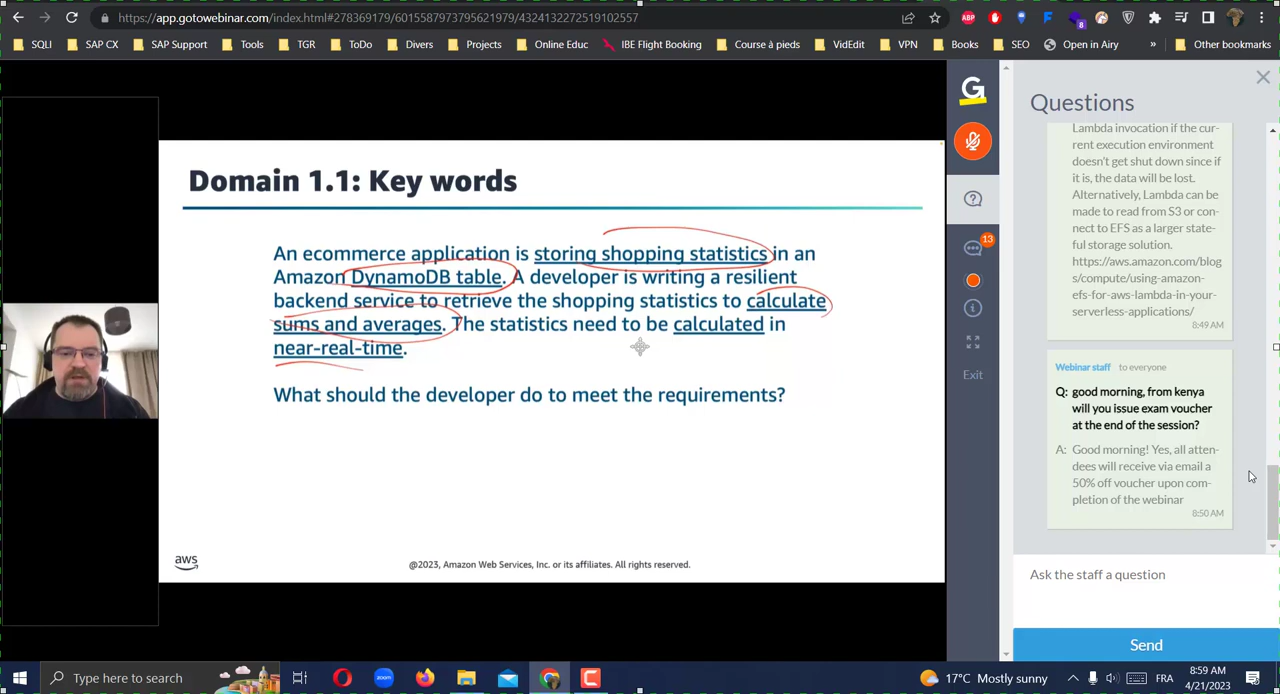 https://app.gotowebinar.com/index.html#278369179/6015587973795621979/4324132272519102557
ABP
8
SQLI
SAP CX
SAP Support
Tools
TGR
ToDo
Divers
Projects
Online Educ
IBE Flight Booking
Course à pieds
VidEdit
VPN
Books
SEO
Open in Airy
»
Other bookmarks
Domain 1.1: Key words
An ecommerce application is storing shopping statistics in an
Amazon DynamoDB table. A developer is writing a resilient
backend service to retrieve the shopping statistics to calculate
sums and averages. The statistics need to be calculated in
near-real-time.
What should the developer do to meet the requirements?
aws
@2023, Amazon Web Services, Inc. or its affiliates. All rights reserved.
G
13
Exit
Questions
Lambda invocation if the cur-
rent execution environment
doesn't get shut down since if
it is, the data will be lost.
Alternatively, Lambda can be
made to read from S3 or con-
nect to EFS as a larger state-
ful storage solution.
https://aws.amazon.com/blog
s/compute/using-amazon-
efs-for-aws-lambda-in-your-
serverless-applications/
8:49 AM
Webinar staff to everyone
Q: good morning, from kenya
will you issue exam voucher
at the end of the session?
A: Good morning! Yes, all atten-
dees will receive via email a
50% off voucher upon com-
pletion of the webinar
8:50 AM
Ask the staff a question
Send
Type here to search
zoom
17°C Mostly sunny
FRA
8:59 AM
4/21/2023